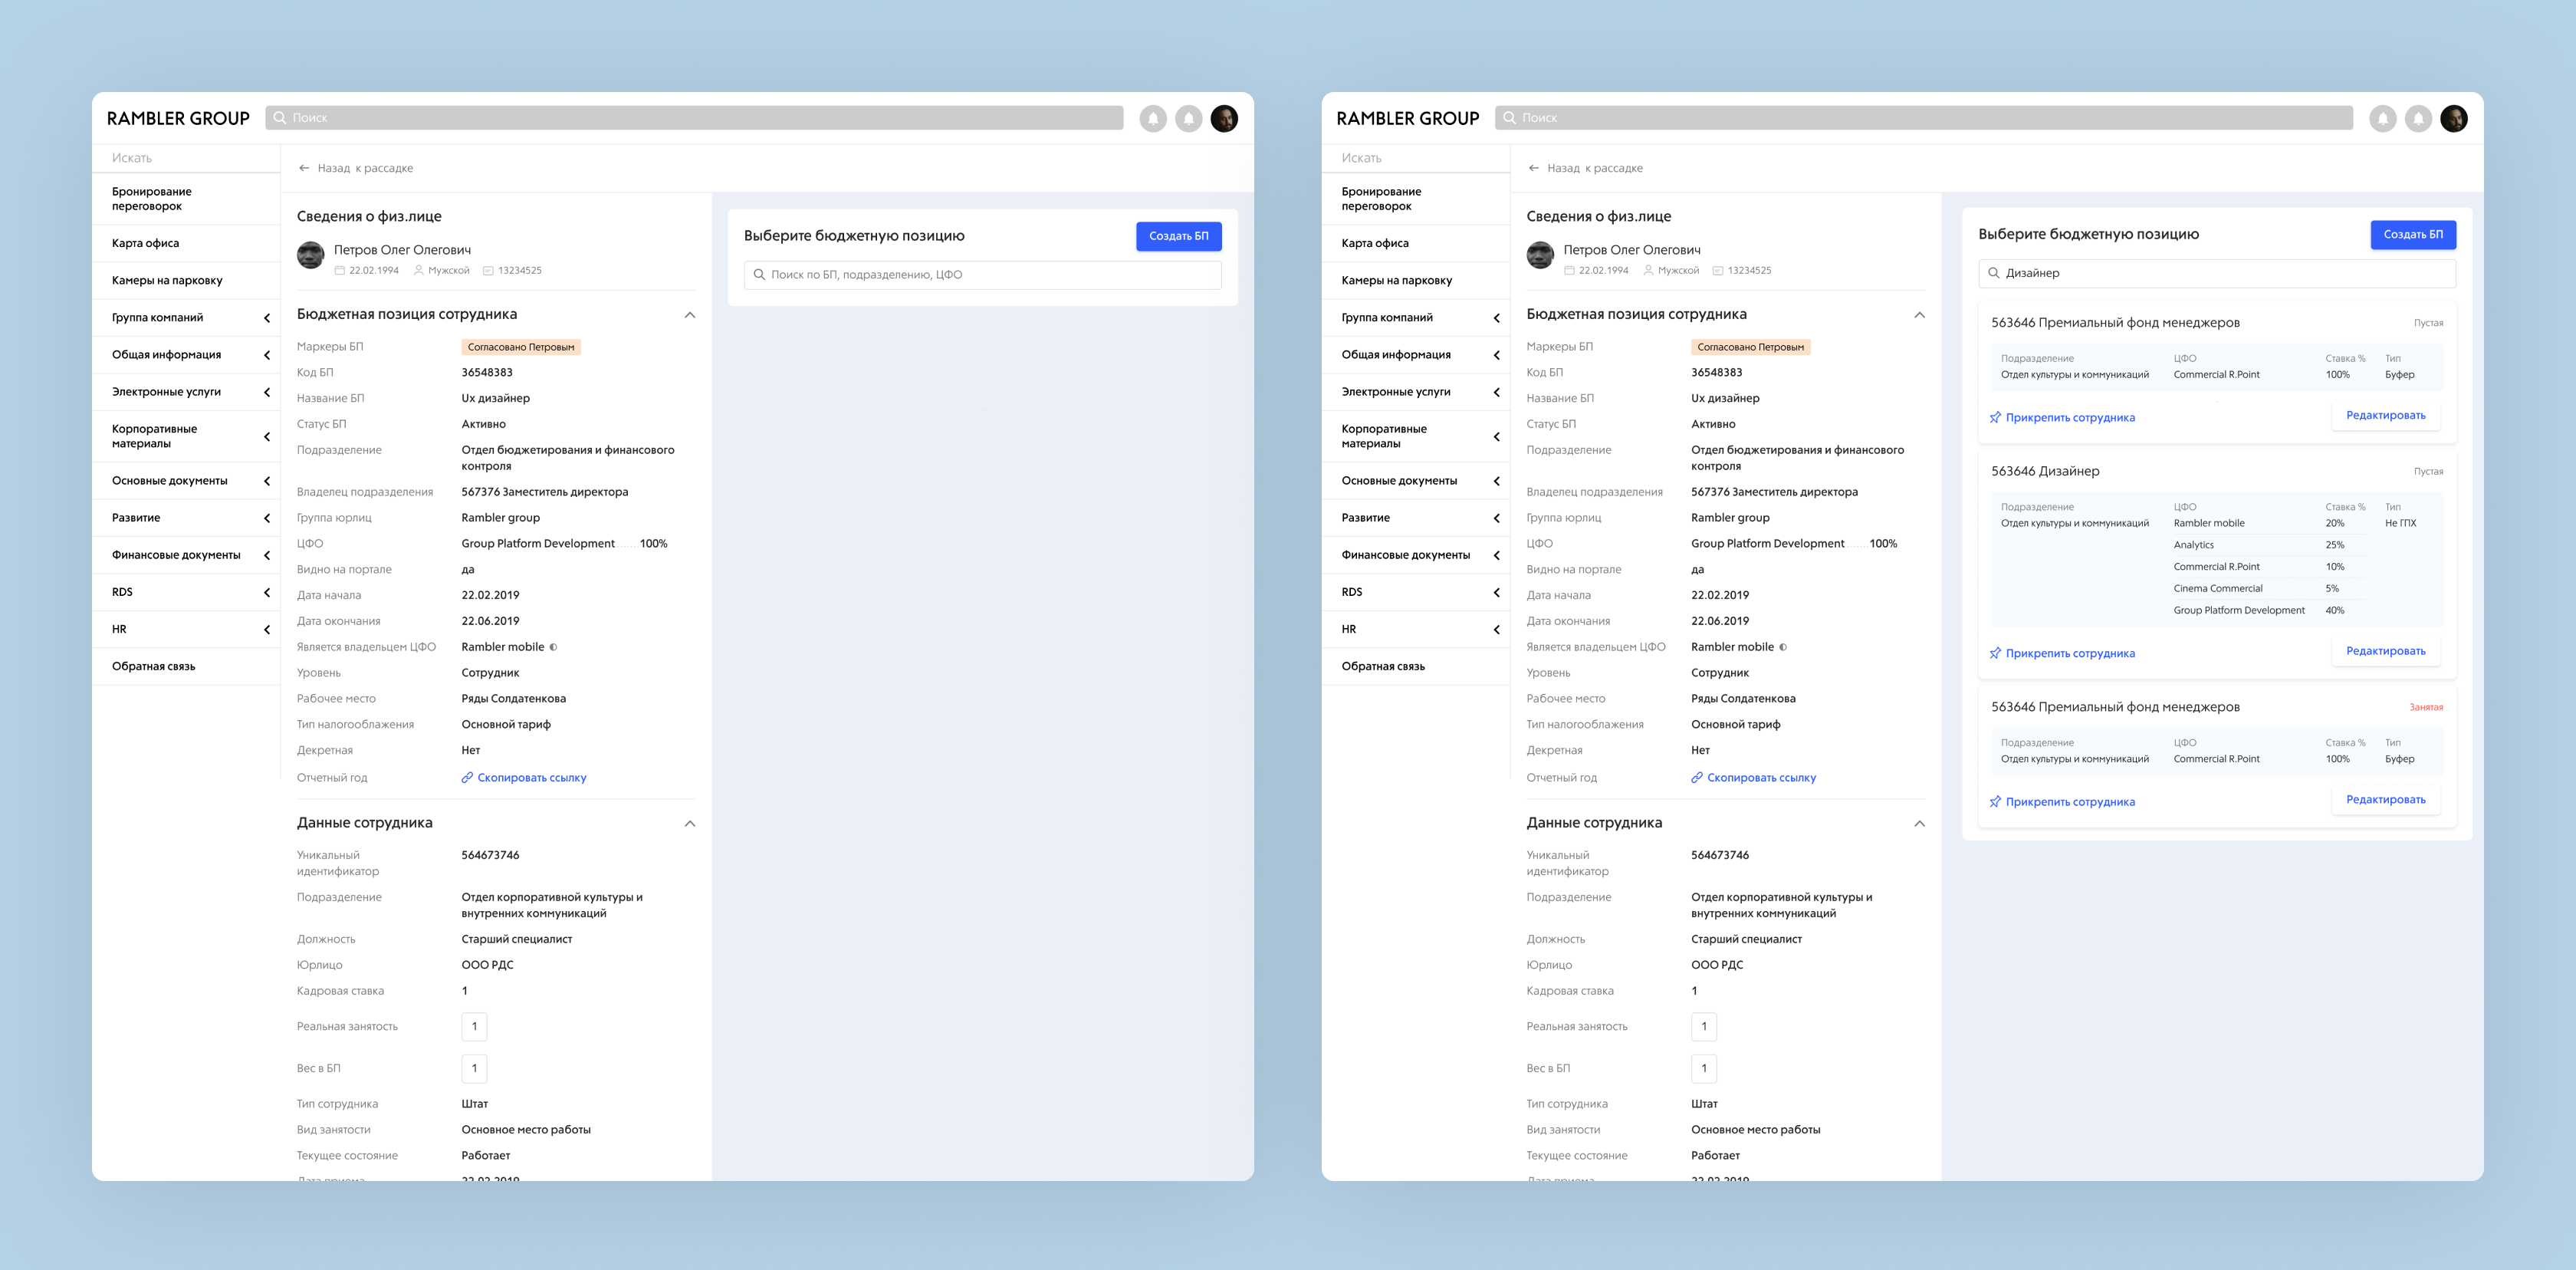 RAMBLER GROUP
Поиск
Искать
Бронирование
переговорок
Карта офиса
Камеры на парковку
Группа компаний
Общая информация
Электронные услуги
Корпоративные
материалы
Основные документы
Развитие
Финансовые документы
RDS
HR
Обратная связь
Назад к рассадке
Сведения о физ.лице
Петров Олег Олегович
22.02.1994 Мужской 13234525
Бюджетная позиция сотрудника
Маркеры БП Согласовано Петровым
Код БП 36548383
Название БП Ux дизайнер
Статус БП Активно
Подразделение Отдел бюджетирования и финансового
контроля
Владелец подразделения 567376 Заместитель директора
Группа юрлиц Rambler group
ЦФО Group Platform Development ...... 100%
Видно на портале да
Дата начала 22.02.2019
Дата окончания 22.06.2019
Является владельцем ЦФО Rambler mobile
Уровень Сотрудник
Рабочее место Ряды Солдатенкова
Тип налогооблажения Основной тариф
Декретная Нет
Отчетный год Скопировать ссылку
Данные сотрудника
Уникальный
идентификатор
564673746
Подразделение Отдел корпоративной культуры и
внутренних коммуникаций
Должность Старший специалист
Юрлицо ООО РДС
Кадровая ставка 1
Реальная занятость 1
Вес в БП 1
Тип сотрудника Штат
Вид занятости Основное место работы
Текущее состояние Работает
Дата приема 22.02.2019
Выберите бюджетную позицию
Создать БП
Поиск по БП, подразделению, ЦФО
RAMBLER GROUP
Поиск
Искать
Бронирование
переговорок
Карта офиса
Камеры на парковку
Группа компаний
Общая информация
Электронные услуги
Корпоративные
материалы
Основные документы
Развитие
Финансовые документы
RDS
HR
Обратная связь
Назад к рассадке
Сведения о физ.лице
Петров Олег Олегович
22.02.1994 Мужской 13234525
Бюджетная позиция сотрудника
Маркеры БП Согласовано Петровым
Код БП 36548383
Название БП Ux дизайнер
Статус БП Активно
Подразделение Отдел бюджетирования и финансового
контроля
Владелец подразделения 567376 Заместитель директора
Группа юрлиц Rambler group
ЦФО Group Platform Development ...... 100%
Видно на портале да
Дата начала 22.02.2019
Дата окончания 22.06.2019
Является владельцем ЦФО Rambler mobile
Уровень Сотрудник
Рабочее место Ряды Солдатенкова
Тип налогооблажения Основной тариф
Декретная Нет
Отчетный год Скопировать ссылку
Данные сотрудника
Уникальный
идентификатор
564673746
Подразделение Отдел корпоративной культуры и
внутренних коммуникаций
Должность Старший специалист
Юрлицо ООО РДС
Кадровая ставка 1
Реальная занятость 1
Вес в БП 1
Тип сотрудника Штат
Вид занятости Основное место работы
Текущее состояние Работает
Дата приема 22.02.2019
Выберите бюджетную позицию
Создать БП
Дизайнер
563646 Премиальный фонд менеджеров Пустая
Подразделение ЦФО Ставка % Тип
Отдел культуры и коммуникаций Commercial R.Point 100% Буфер
Прикрепить сотрудника Редактировать
563646 Дизайнер Пустая
Подразделение ЦФО Ставка % Тип
Отдел культуры и коммуникаций Rambler mobile 20% Не ГПХ
Analytics 25%
Commercial R.Point 10%
Cinema Commercial 5%
Group Platform Development 40%
Прикрепить сотрудника Редактировать
563646 Премиальный фонд менеджеров Занятая
Подразделение ЦФО Ставка % Тип
Отдел культуры и коммуникаций Commercial R.Point 100% Буфер
Прикрепить сотрудника Редактировать